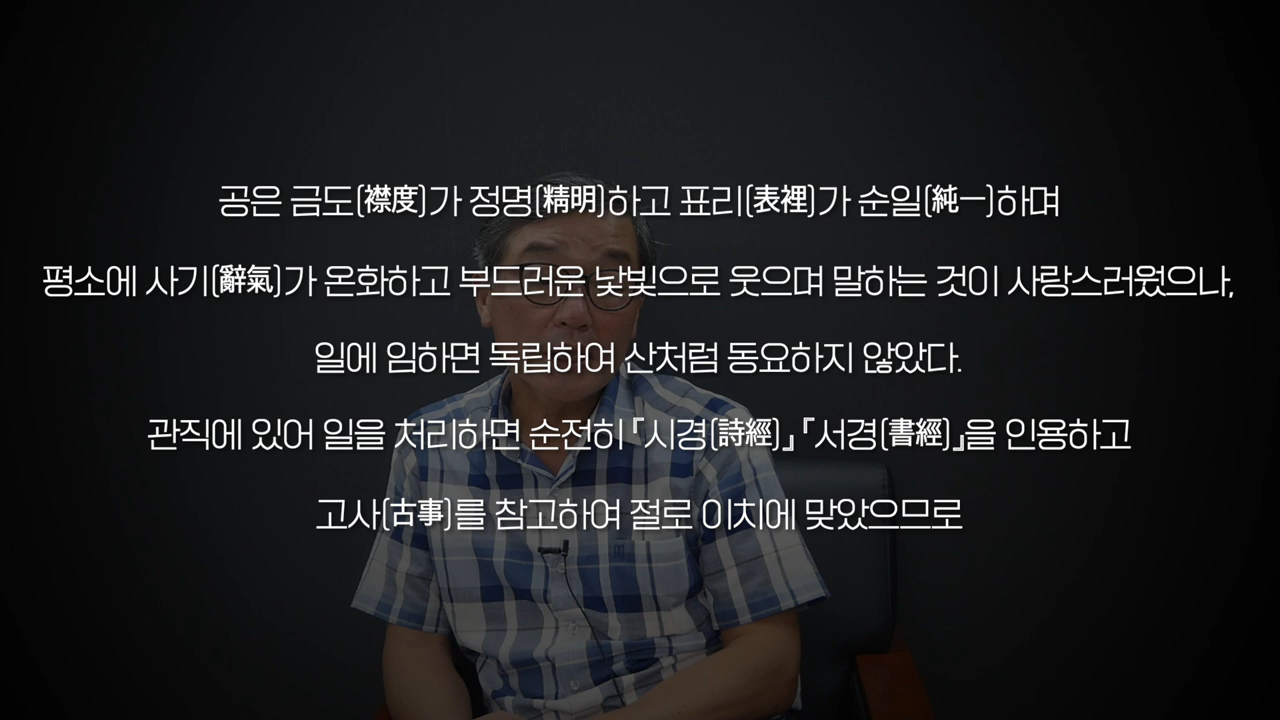 공은 금도(襟度)가 정명(精明)하고 표리(表裡)가 순일(純一)하며
평소에 사기(辭氣)가 온화하고 부드러운 낯빛으로 웃으며 말하는 것이 사랑스러웠으나,
일에 임하면 독립하여 산처럼 동요하지 않았다.
관직에 있어 일을 처리하면 순전히 『시경(詩經)』 『서경(書經)』을 인용하고
고사(古事)를 참고하여 절로 이치에 맞았으므로